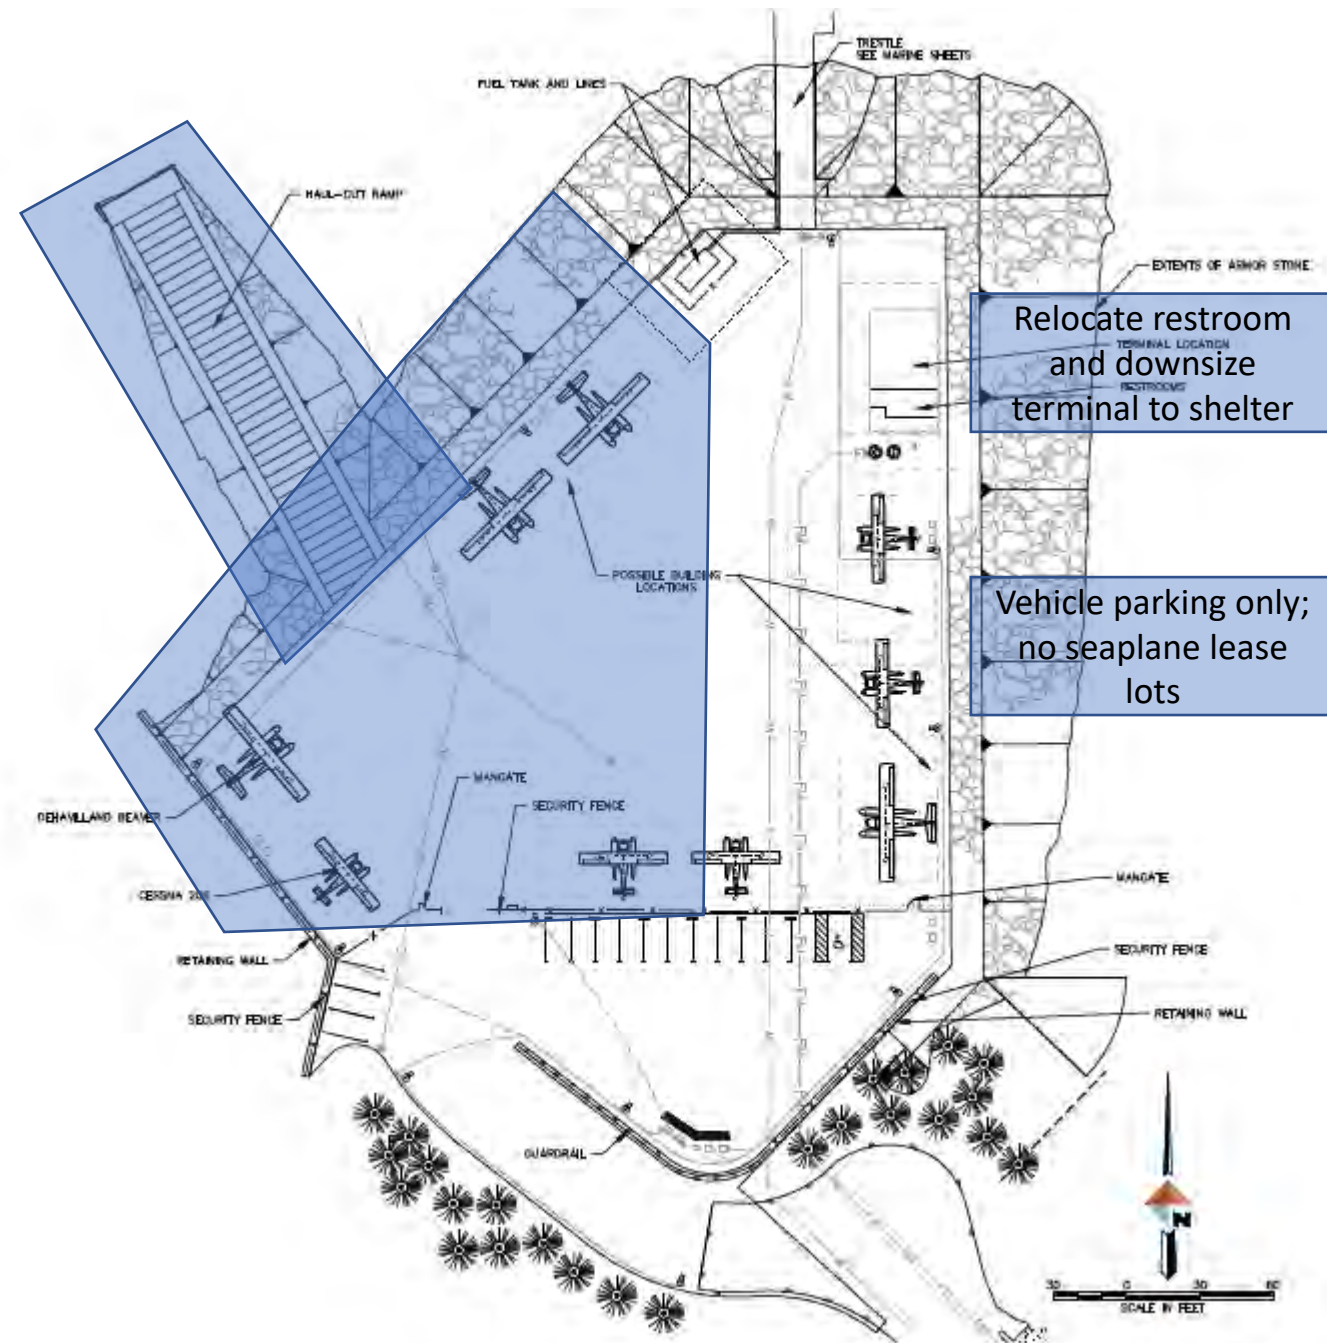 TRESTLE
SEE MARINE SHEETS
FUEL TANK AND LINES
HAUL-OUT RAMP
EXTENTS OF ARMOR STONE
Relocate restroom
TERMINAL LOCATION
and downsize
RESTROOMS
terminal to shelter
POSSIBLE BUILDING
LOCATIONS
Vehicle parking only;
no seaplane lease
lots
MANGATE
SECURITY FENCE
DEHAVILLAND BEAVER
CESSNA
MANGATE
RETAINING WALL
SECURITY FENCE
SECURITY FENCE
RETAINING WALL
GUARDRAIL
N
30 0 30 60
SCALE IN FEET